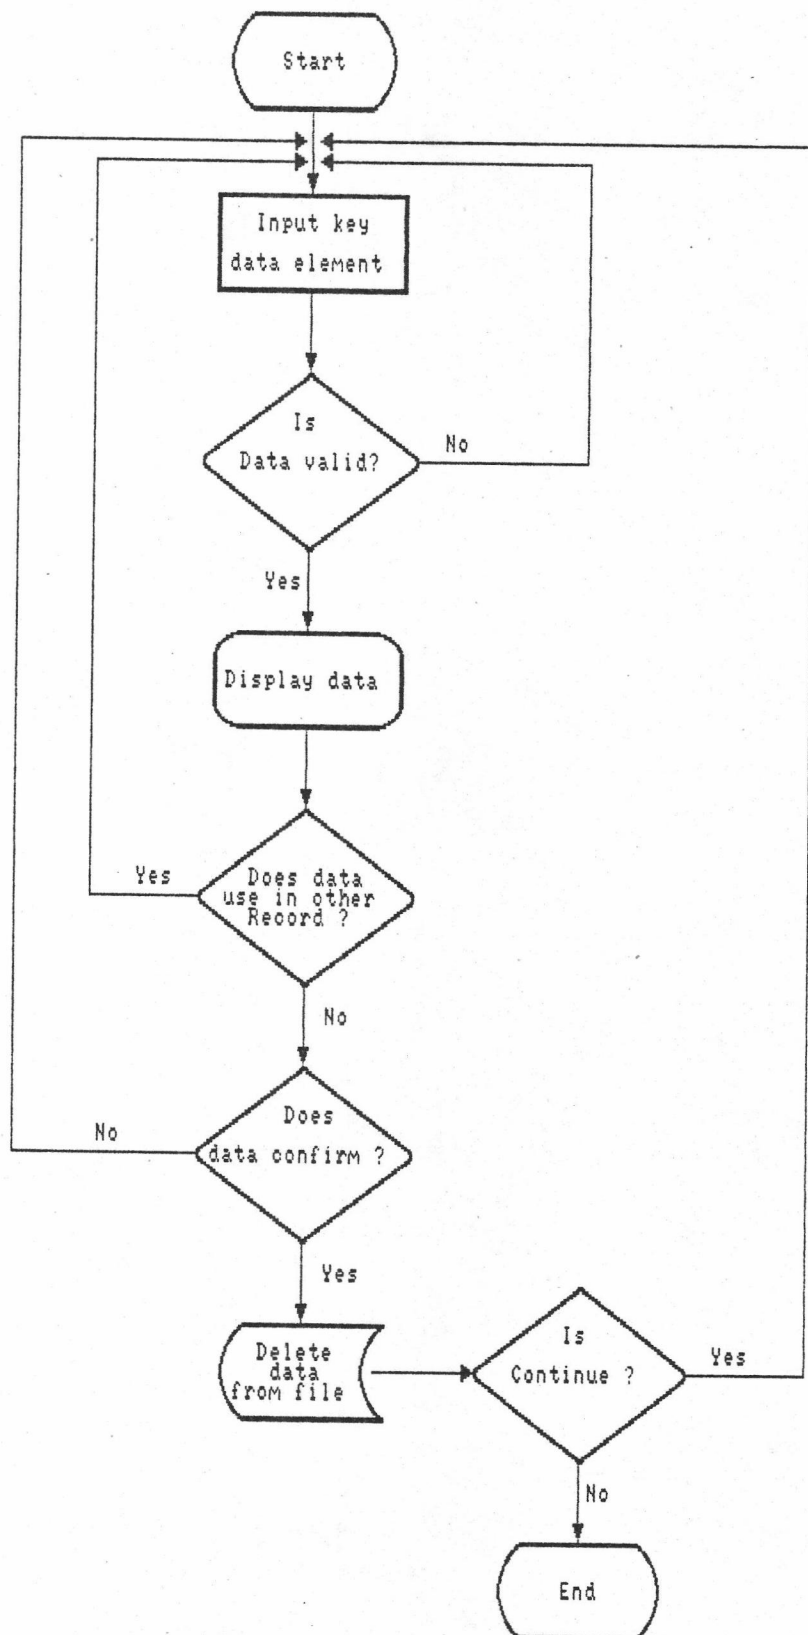 Start
Input key
data element
Is
Data valid?
No
Yes
Display data
Yes
Does data
use in other
Record ?
No
No
Does
data confirm ?
Yes
Delete
data
from file
Is
Continue ?
Yes
No
End